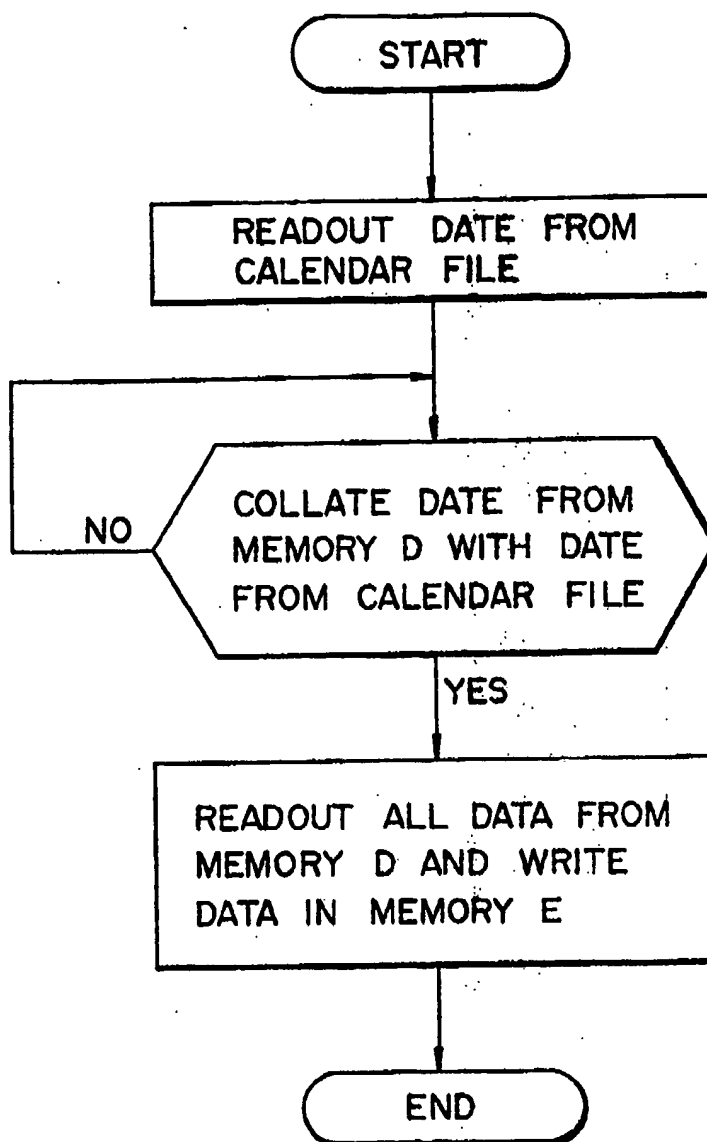 START
READOUT DATE FROM
CALENDAR FILE
COLLATE DATE FROM
MEMORY D WITH DATE
FROM CALENDAR FILE
NO
YES
READOUT ALL DATA FROM
MEMORY D AND WRITE
DATA IN MEMORY E
END